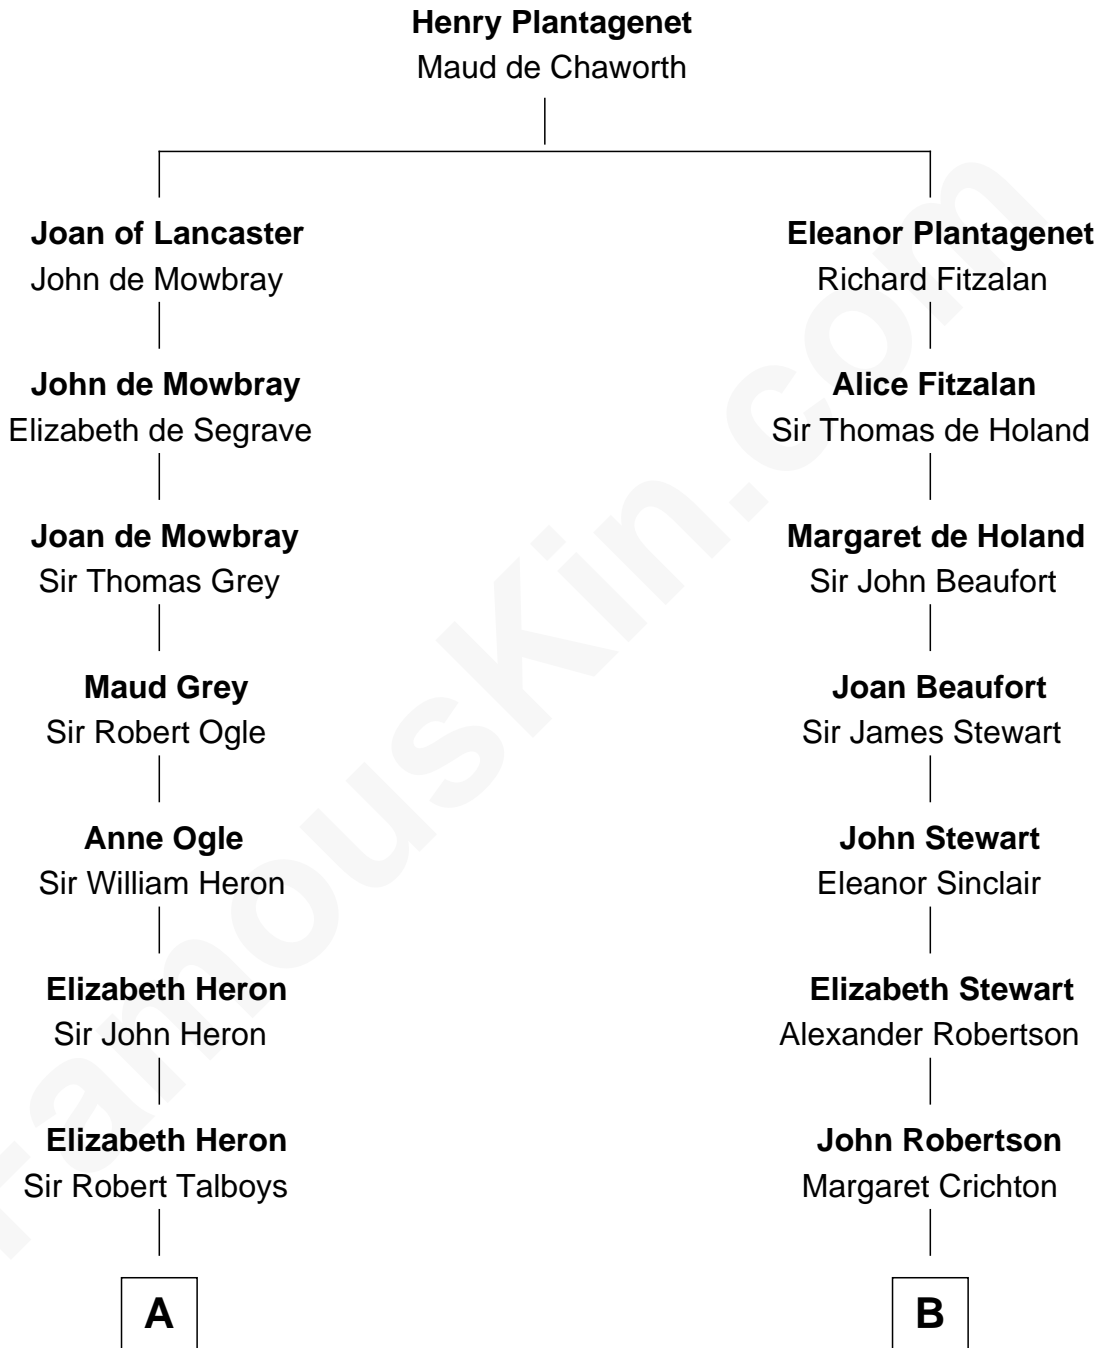 Henry Plantagenet
Maud de Chaworth
Joan of Lancaster
John de Mowbray
Eleanor Plantagenet
Richard Fitzalan
John de Mowbray
Elizabeth de Segrave
Alice Fitzalan
Sir Thomas de Holand
Joan de Mowbray
Sir Thomas Grey
Margaret de Holand
Sir John Beaufort
Maud Grey
Sir Robert Ogle
Joan Beaufort
Sir James Stewart
Anne Ogle
Sir William Heron
John Stewart
Eleanor Sinclair
Elizabeth Heron
Sir John Heron
Elizabeth Stewart
Alexander Robertson
Elizabeth Heron
Sir Robert Talboys
John Robertson
Margaret Crichton
A
B
FamousKin.com